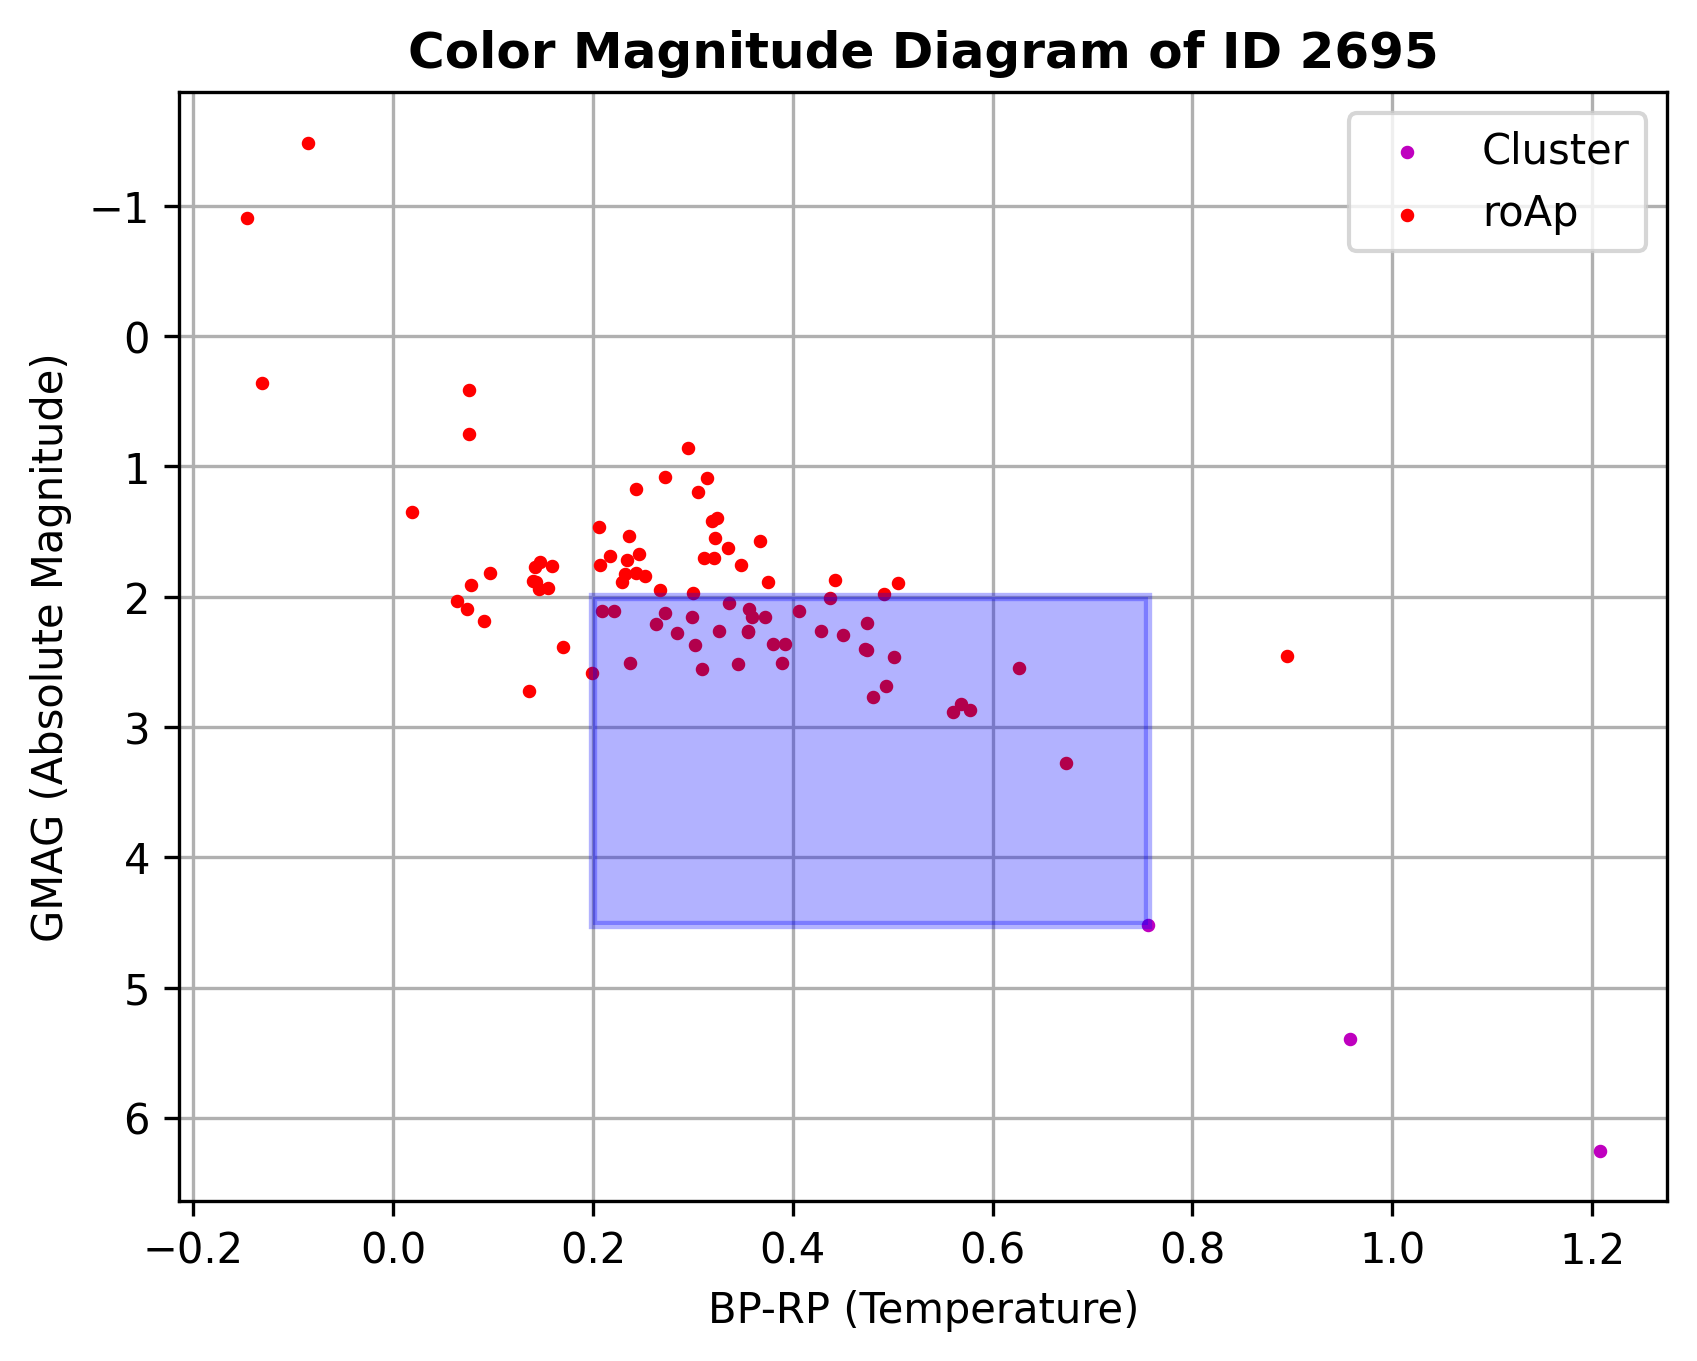 Color Magnitude Diagram of ID 2695
Cluster
roAp
GMAG (Absolute Magnitude)
−1
0
1
2
3
4
5
6
−0.2 0.0 0.2 0.4 0.6 0.8 1.0 1.2
BP-RP (Temperature)